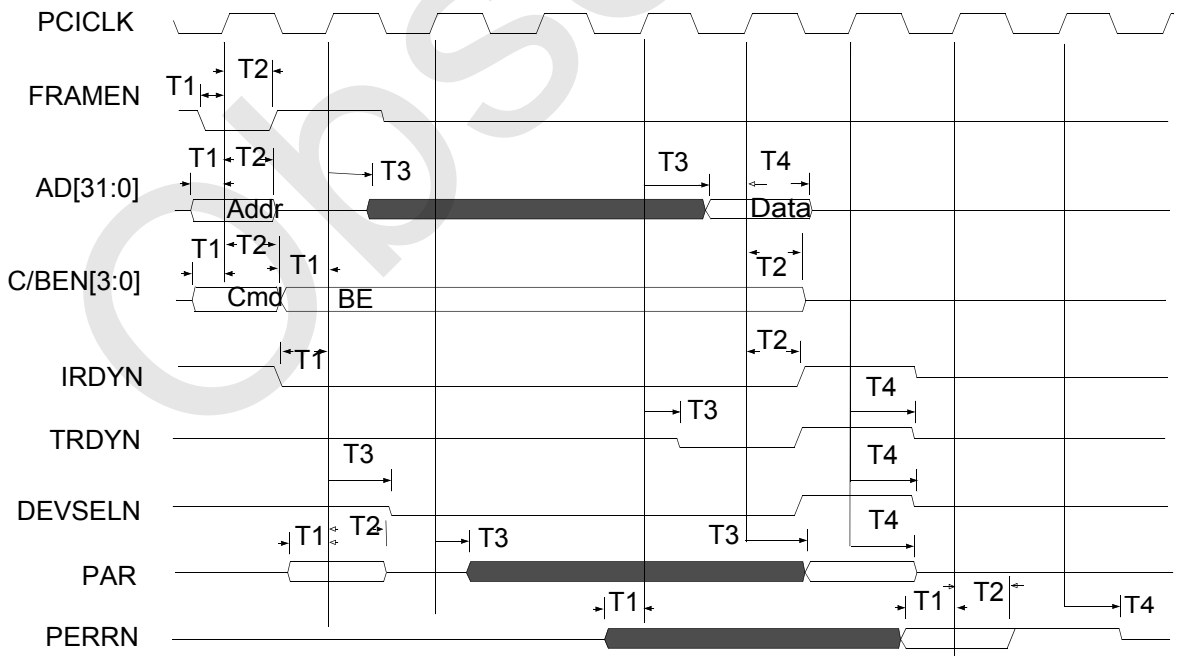 PCICLK
T2
T1
FRAMEN
T1 T2 T3 T3 T4
AD[31:0]
Addr Data
T1 T2 T1 T2
C/BEN[3:0]
Cmd BE
T1 T2
IRDYN
T3 T4
TRDYN
T3 T4
DEVSELN
T1 T2 T3 T3 T4
PAR
T1 T1 T2 T4
PERRN